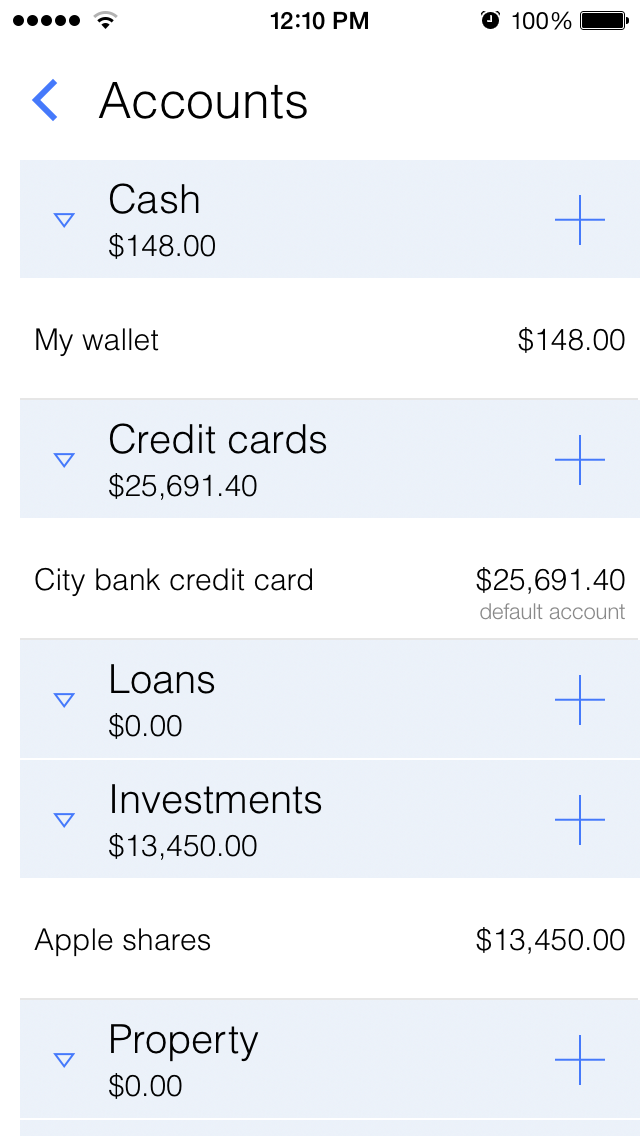 12:10 PM 100%
Accounts
Cash
$148.00
My wallet $148.00
Credit cards
$25,691.40
City bank credit card $25,691.40
default account
Loans
$0.00
Investments
$13,450.00
Apple shares $13,450.00
Property
$0.00